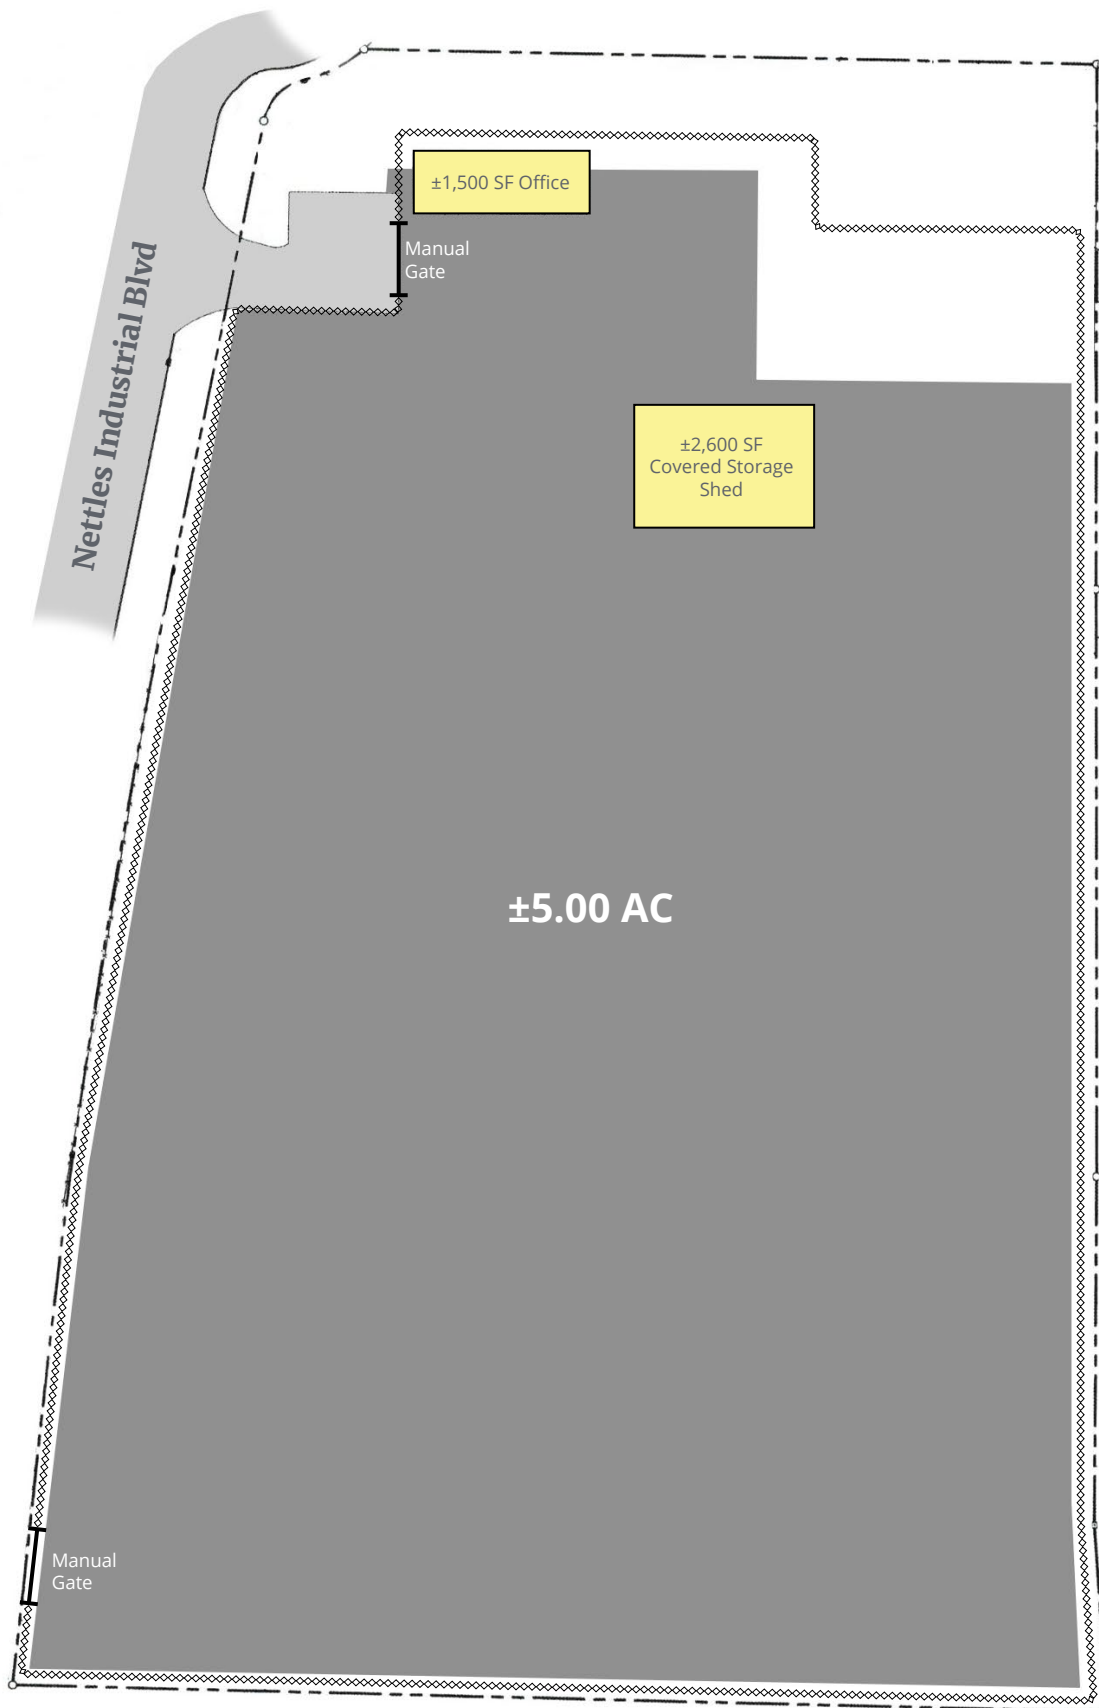 ±1,500 SF Office
Manual
Gate
Nettles Industrial Blvd
±2,600 SF
Covered Storage
Shed
±5.00 AC
Manual
Gate